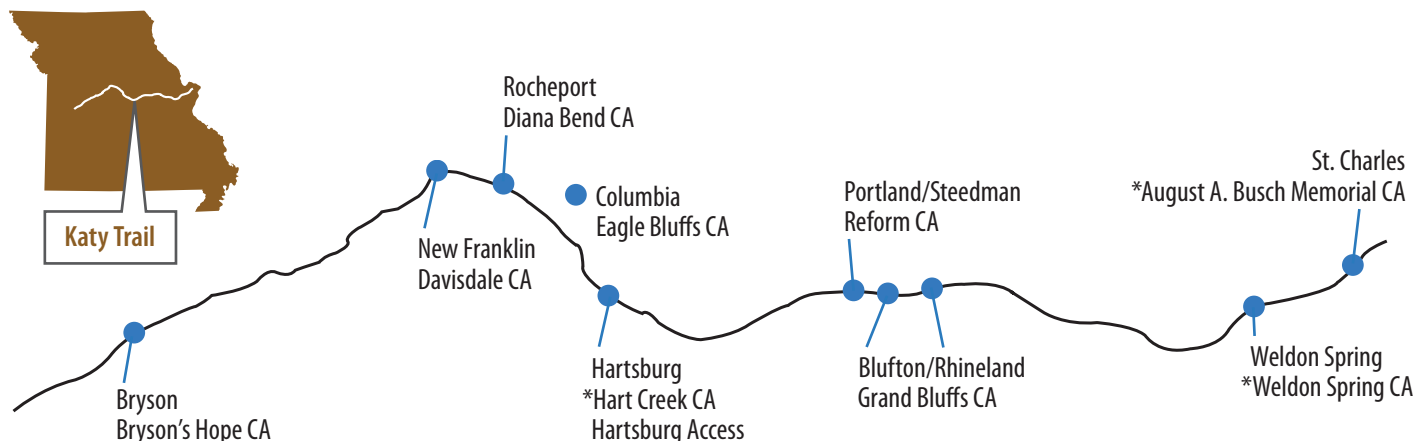 Katy Trail
Bryson
Bryson's Hope CA
New Franklin
Davisdale CA
Rocheport
Diana Bend CA
Columbia
Eagle Bluffs CA
Hartsburg
*Hart Creek CA
Hartsburg Access
Portland/Steedman
Reform CA
Blufton/Rhineland
Grand Bluffs CA
Weldon Spring
*Weldon Spring CA
St. Charles
*August A. Busch Memorial CA